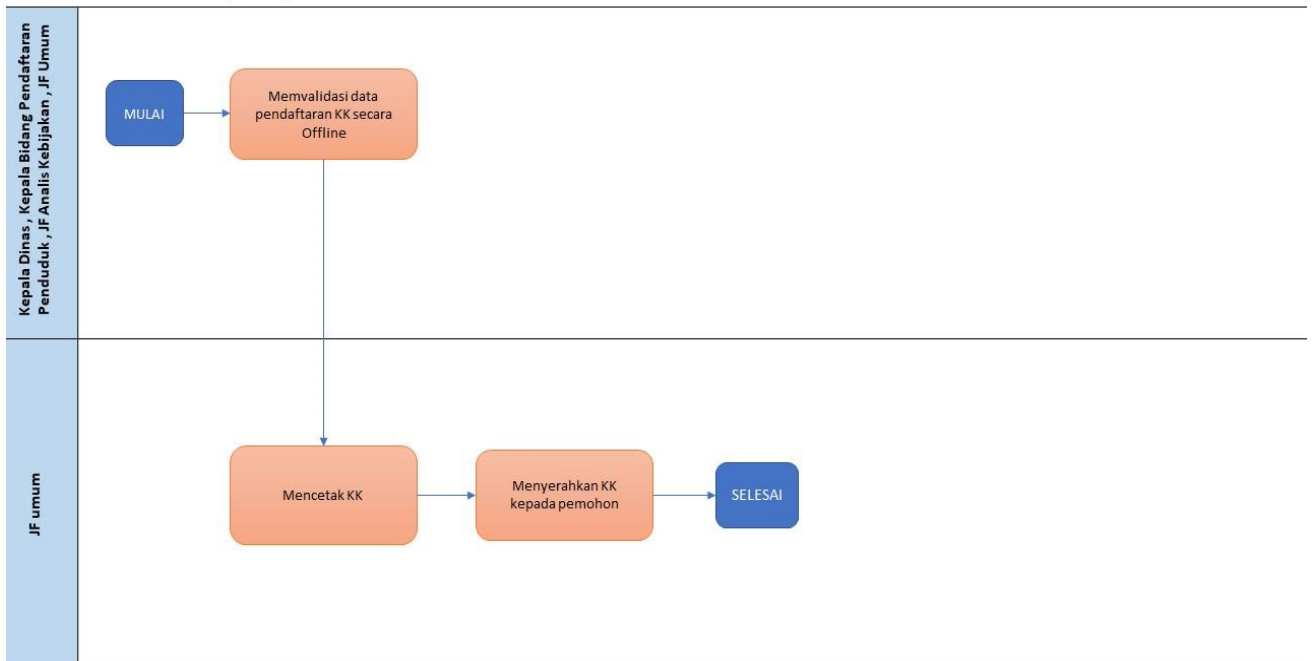 Kepala Dinas , Kepala Bidang Pendaftaran
Penduduk , JF Analis Kebijakan , JF Umum
MULAI
Memvalidasi data
pendaftaran KK secara
Offline
JF umum
Mencetak KK
Menyerahkan KK
kepada pemohon
SELESAI